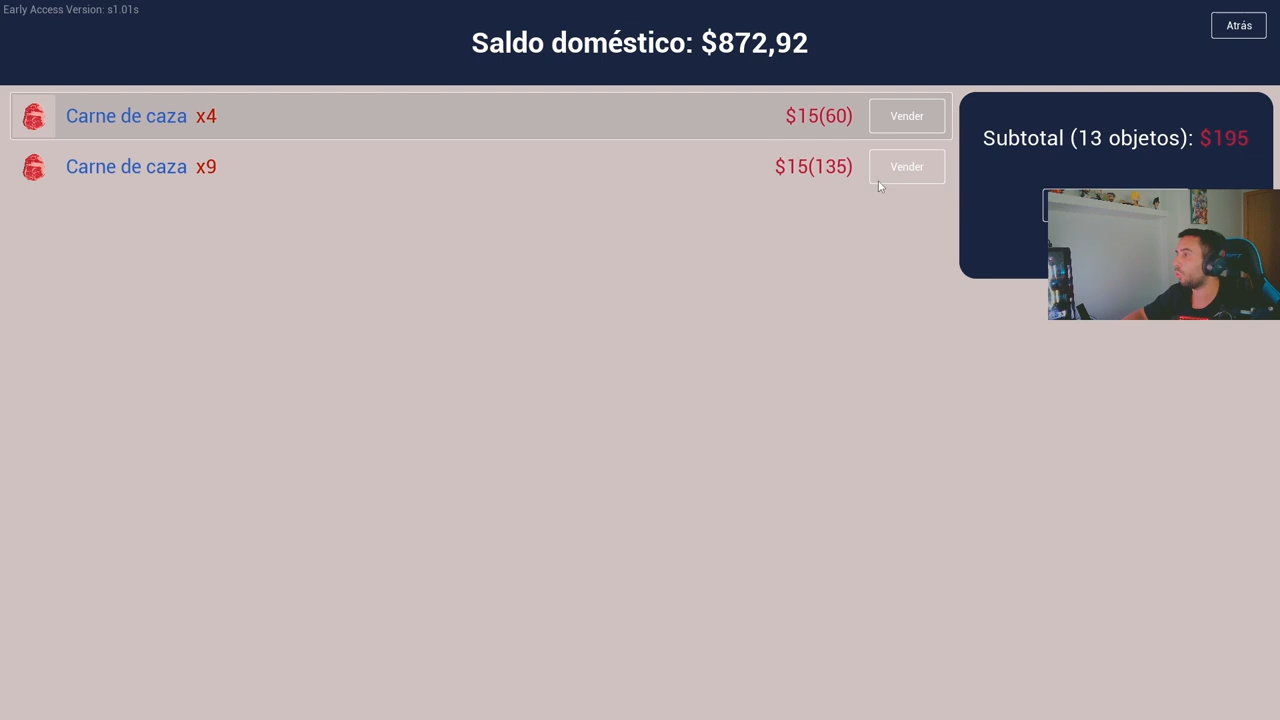 Early Access Version: s1.01s
Saldo doméstico: $872,92
Atrás
Carne de caza x4 $15(60) Vender
Carne de caza x9 $15(135) Vender
Subtotal (13 objetos): $195